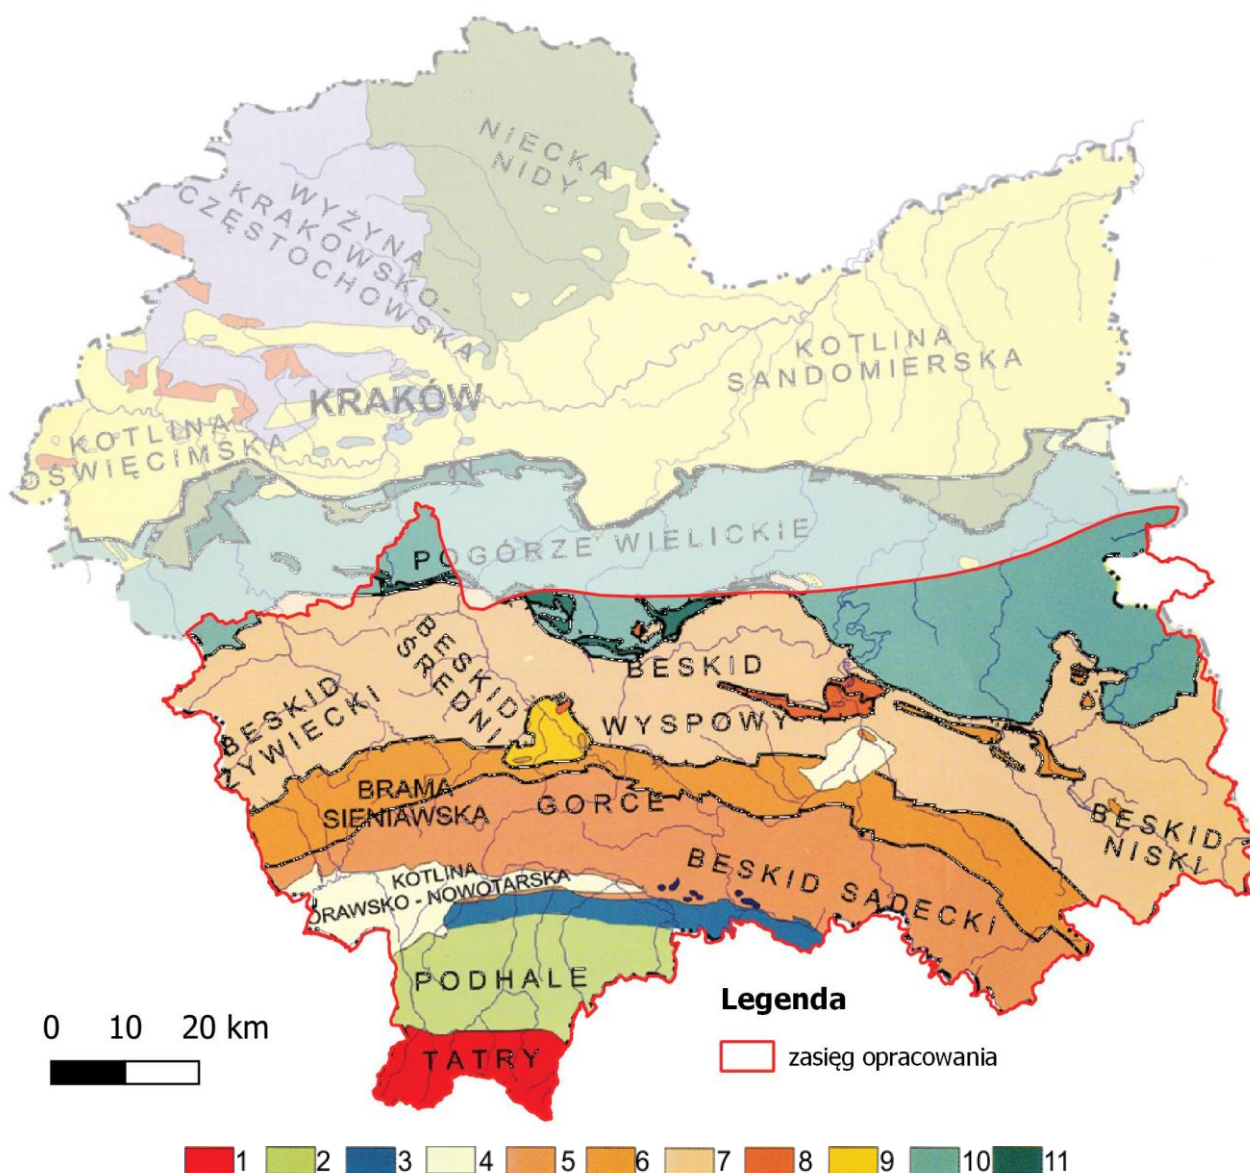 NIECKA
NIDY
WYŻYNA
KRAKOWSKO-
CZĘSTOCHOWSKA
KOTLINA
SANDOMIERSKA
KRAKÓW
KOTLINA
OŚWIĘCIMSKA
POGÓRZE WIELICKIE
BESKID
ŚREDNI
BESKID
WYSPOWY
BESKID
ŻYWIECKI
BRAMA
SIENIAWSKA
GORCE
BESKID
NISKI
BESKID SĄDECKI
KOTLINA
ORAWSKO - NOWOTARSKA
PODHALE
TATRY
0 10 20 km
Legenda
zasięg opracowania
1 2 3 4 5 6 7 8 9 10 11